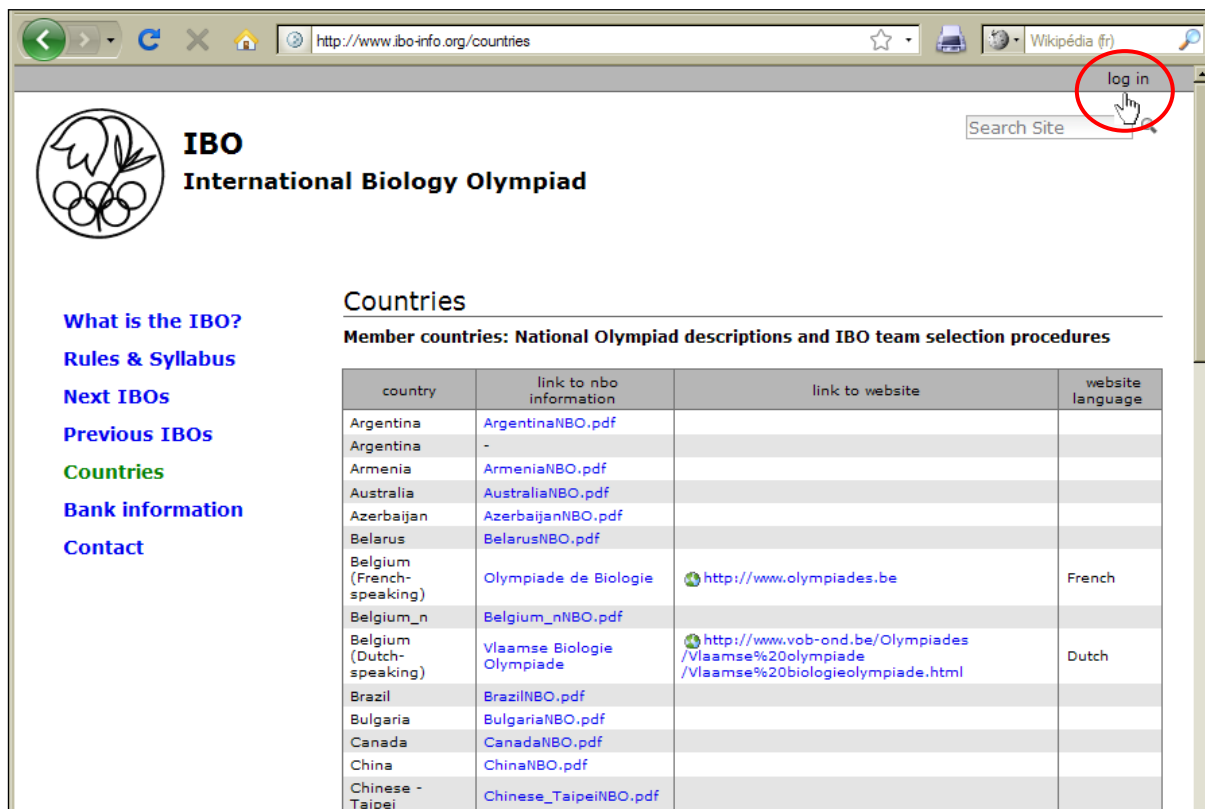 http://www.ibo-info.org/countries
Wikipédia (fr)
log in
Search Site
IBO
International Biology Olympiad
What is the IBO?
Rules & Syllabus
Next IBOs
Previous IBOs
Countries
Bank information
Contact
Countries
Member countries: National Olympiad descriptions and IBO team selection procedures
country link to nbo information link to website website language
Argentina ArgentinaNBO.pdf
Argentina -
Armenia ArmeniaNBO.pdf
Australia AustraliaNBO.pdf
Azerbaijan AzerbaijanNBO.pdf
Belarus BelarusNBO.pdf
Belgium
(French-
speaking) Olympiade de Biologie http://www.olympiades.be French
Belgium_n Belgium_nNBO.pdf
Belgium
(Dutch-
speaking)
Vlaamse Biologie
Olympiade
http://www.vob-ond.be/Olympiades
/Vlaamse%20olympiade
/Vlaamse%20biologieolympiade.html
Dutch
Brazil BrazilNBO.pdf
Bulgaria BulgariaNBO.pdf
Canada CanadaNBO.pdf
China ChinaNBO.pdf
Chinese -
Taipei Chinese_TaipeiNBO.pdf